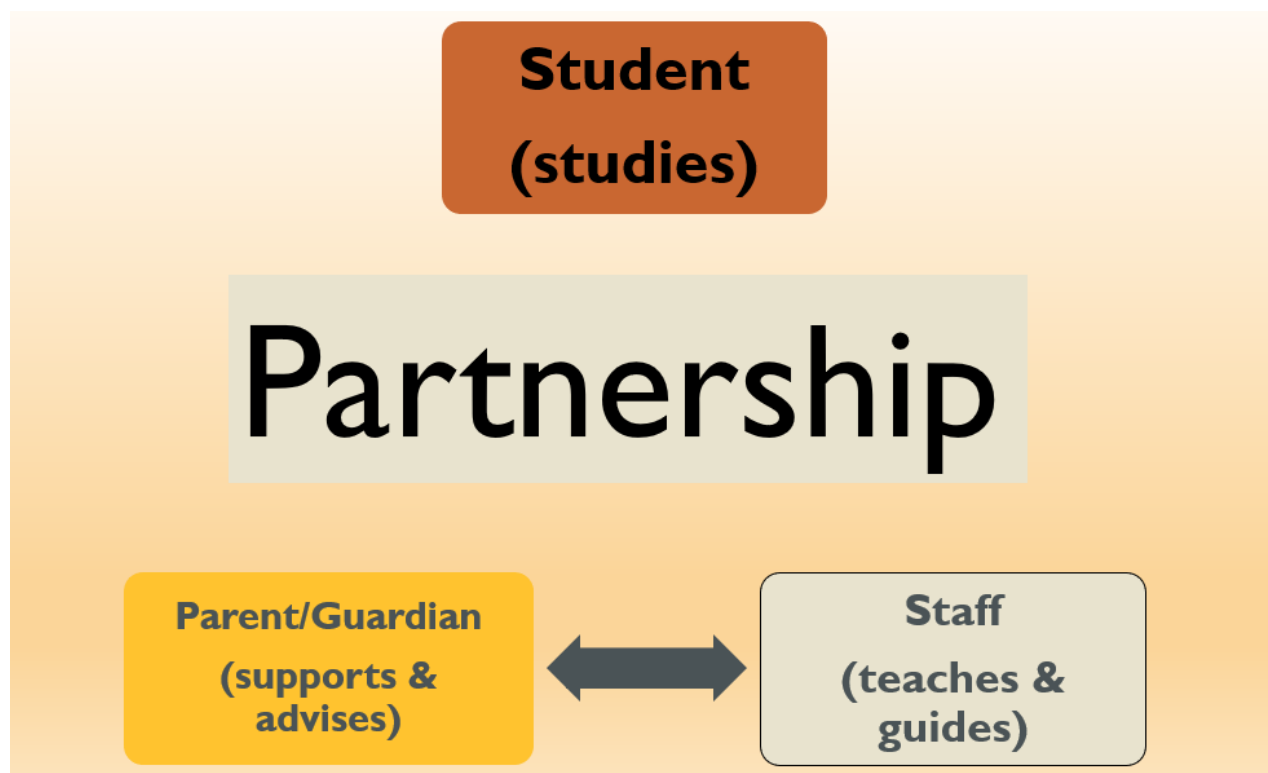 Student
(studies)
Partnership
Parent/Guardian
(supports &
advises)
Staff
(teaches &
guides)